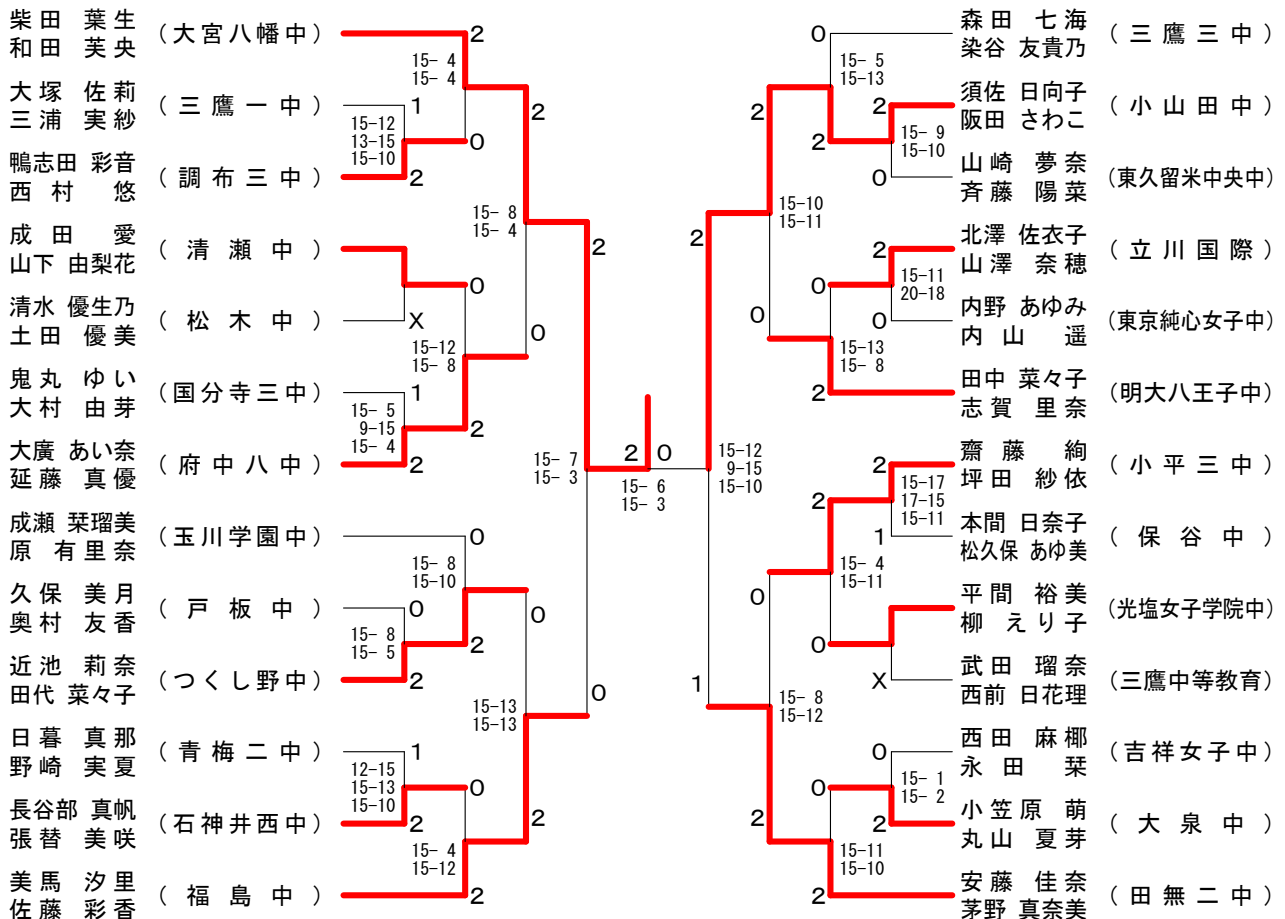 柴田 葉生
和田 芙央
（大宮八幡中）
2
15- 4
15- 4
大塚 佐莉
三浦 実紗
（三鷹一中）
1
15-12
13-15
15-10
0
鴨志田 彩音
西村 悠
（調布三中）
2
2
15- 8
15- 4
成田 愛
山下 由梨花
（清瀬中）
0
清水 優生乃
土田 優美
（松木中）
X
15-12
15- 8
0
鬼丸 ゆい
大村 由芽
（国分寺三中）
1
15- 5
9-15
15- 4
2
大廣 あい奈
延藤 真優
（府中八中）
2
2
15- 7
15- 3
成瀬 栞瑠美
原 有里奈
（玉川学園中）
0
15- 8
15-10
久保 美月
奥村 友香
（戸板中）
0
15- 8
15- 5
2
近池 莉奈
田代 菜々子
（つくし野中）
2
0
15-13
15-13
0
日暮 真那
野崎 実夏
（青梅二中）
1
12-15
15-13
15-10
0
長谷部 真帆
張替 美咲
（石神井西中）
2
15- 4
15-12
2
美馬 汐里
佐藤 彩香
（福島中）
2
2 0
15- 6
15- 3
0
森田 七海
染谷 友貴乃
（三鷹三中）
15- 5
15-13
2
須佐 日向子
阪田 さわこ
（小山田中）
2
15- 9
15-10
0
山崎 夢奈
斉藤 陽菜
（東久留米中央中）
2
15-10
15-11
2
2
北澤 佐衣子
山澤 奈穂
（立川国際）
15-11
20-18
0
0
内野 あゆみ
内山 遥
（東京純心女子中）
0
15-13
15- 8
2
田中 菜々子
志賀 里奈
（明大八王子中）
15-12
9-15
15-10
2
齋藤 絢
坪田 紗依
（小平三中）
2
15-17
17-15
15-11
1
本間 日奈子
松久保 あゆ美
（保谷中）
15- 4
15-11
0
平間 裕美
柳 えり子
（光塩女子学院中）
0
X
武田 瑠奈
西前 日花理
（三鷹中等教育）
1
15- 8
15-12
0
西田 麻椰
永田 栞
（吉祥女子中）
0
15- 1
15- 2
2
小笠原 萌
丸山 夏芽
（大泉中）
2
15-11
15-10
2
安藤 佳奈
茅野 真奈美
（田無二中）